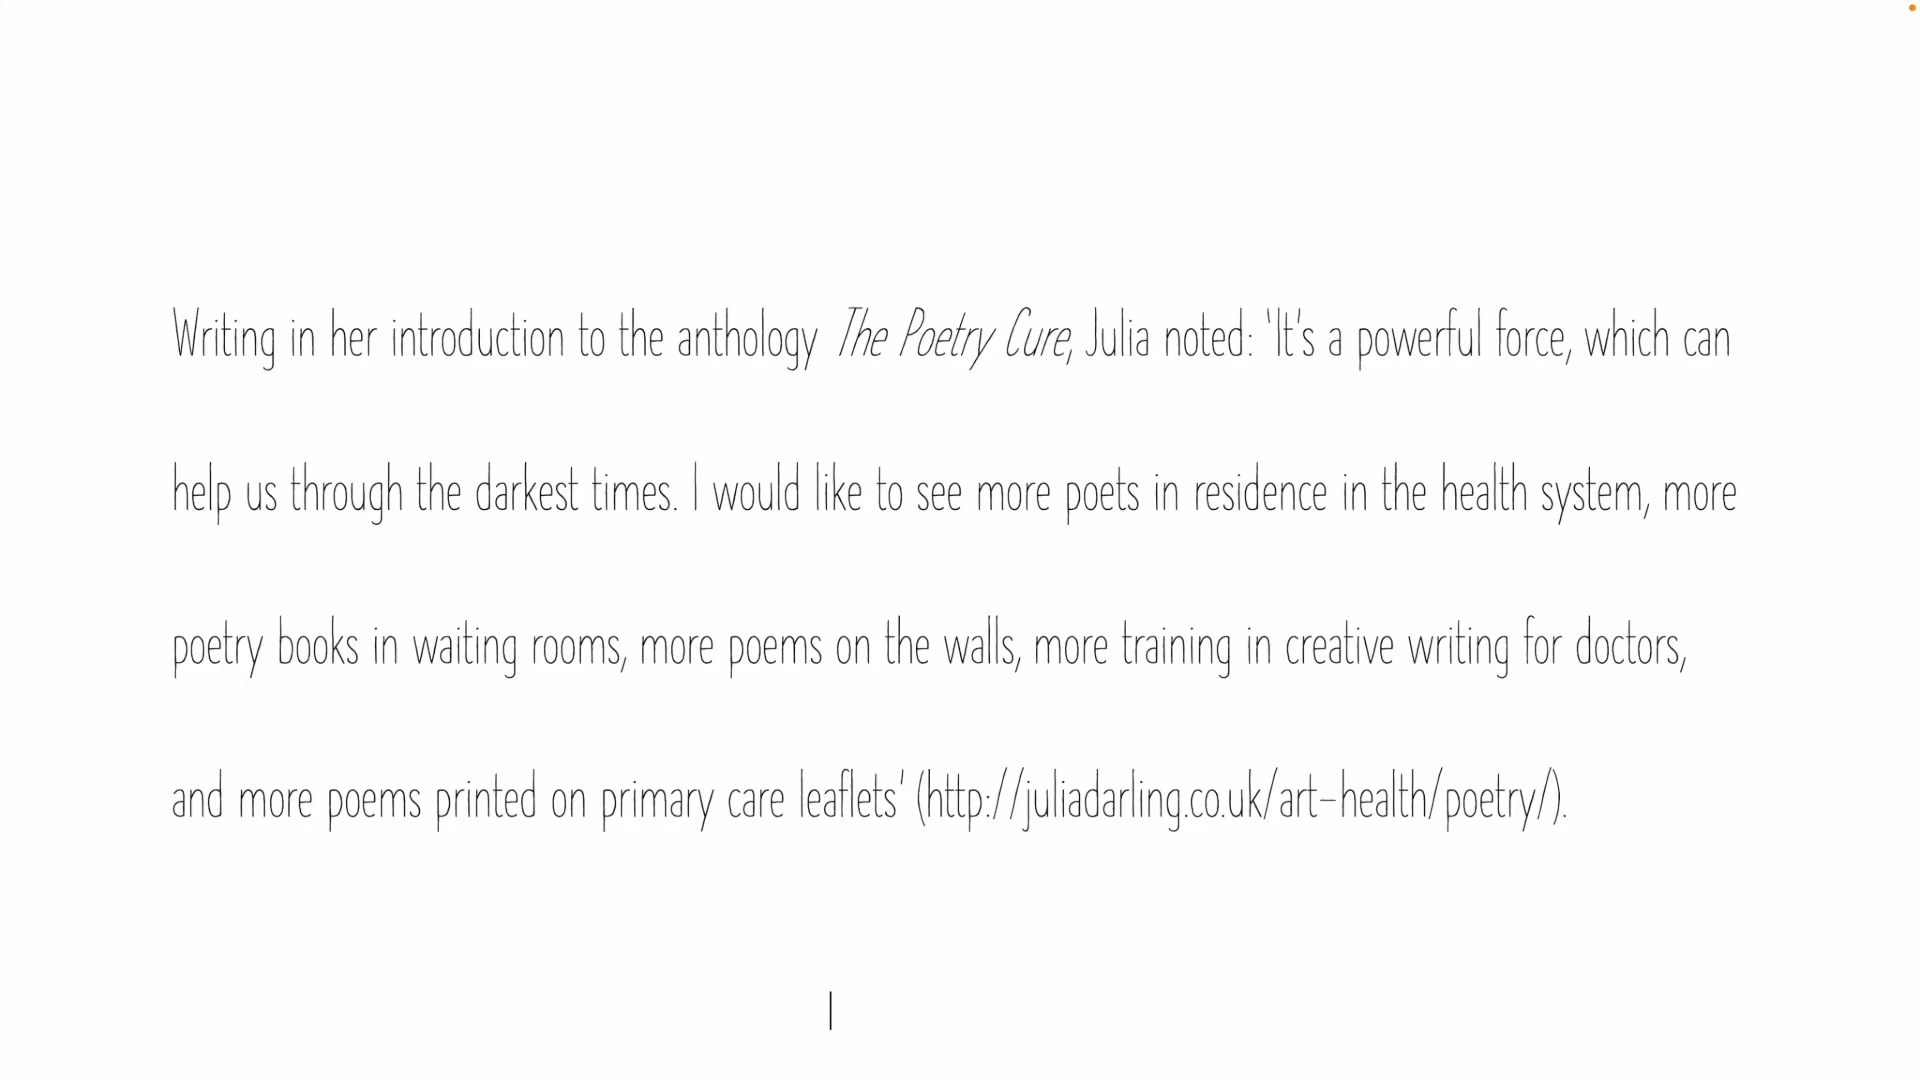 Writing in her introduction to the anthology The Poetry Cure, Julia noted: ‘It’s a powerful force, which can
help us through the darkest times. I would like to see more poets in residence in the health system, more
poetry books in waiting rooms, more poems on the walls, more training in creative writing for doctors,
and more poems printed on primary care leaflets’ (http://juliadarling.co.uk/art-health/poetry/).